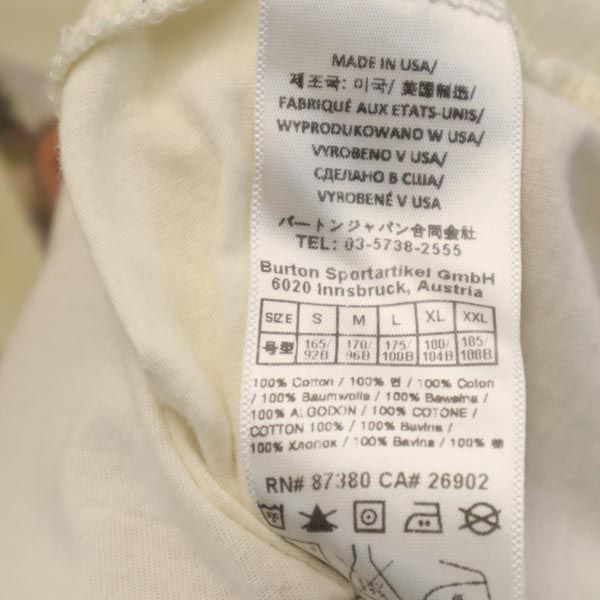 MADE IN USA/
제조국: 미국/ 美国制造/
FABRIQUÉ AUX ETATS-UNIS/
WYPRODUKOWANO W USA/
VYROBENO V USA/
СДЕЛАНО В США/
VYROBENÉ V USA
バートンジャパン合同会社
TEL: 03-5738-2555
Burton Sportartikel GmbH
6020 Innsbruck, Austria
SIZE S M L XL XXL
号型 165/92B 170/96B 175/100B 180/104B 185/108B
100% Cotton / 100% 면 / 100% Coton
/ 100% Baumwolle / 100% Bawełna /
100% ALGODON / 100% COTONE /
COTTON 100% / 100% Bavlna /
100% Хлопок / 100% Bavlna / 100% 棉
RN# 87380 CA# 26902